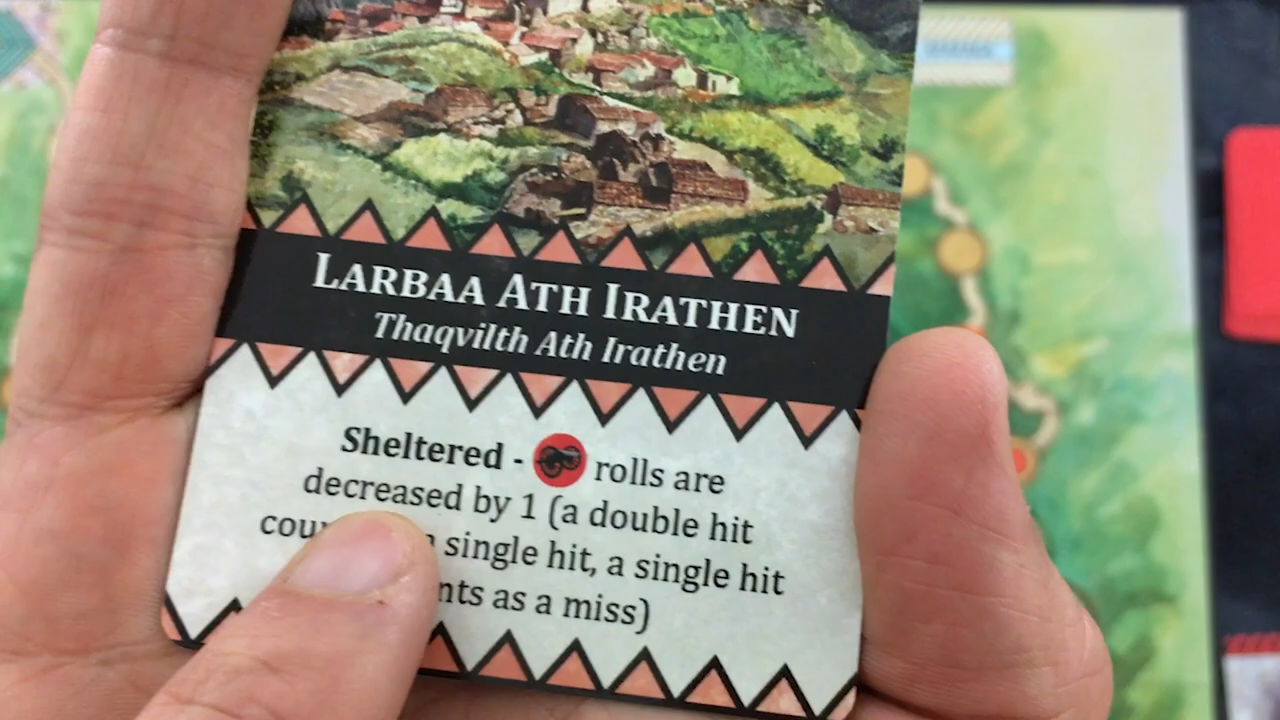 LARBAA ATH IRATHEN
Thaqvilth Ath Irathen
Sheltered - rolls are
decreased by 1 (a double hit
single hit, a single hit
as a miss)